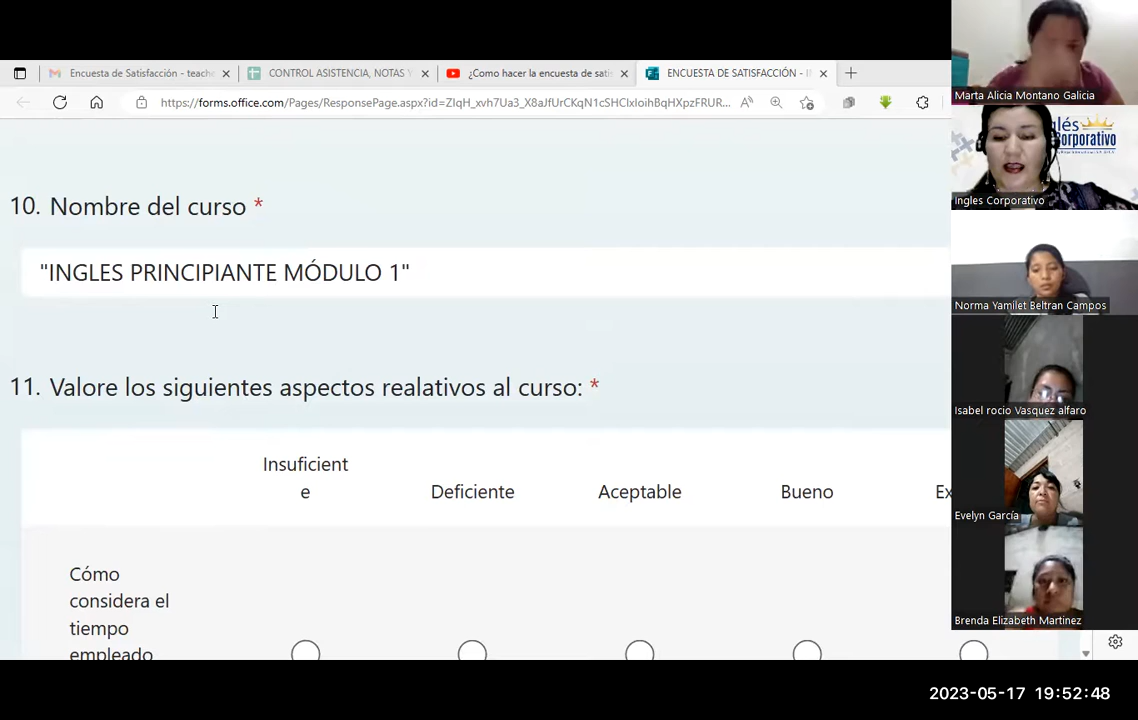 Encuesta de Satisfacción - teache
CONTROL ASISTENCIA, NOTAS Y
¿Como hacer la encuesta de satis
ENCUESTA DE SATISFACCIÓN - I
https://forms.office.com/Pages/ResponsePage.aspx?id=ZIqH_xvh7Ua3_X8aJfUrCKqN1cSHClxIoihBqHXpzFRUR...
10. Nombre del curso *
"INGLES PRINCIPIANTE MÓDULO 1"
11. Valore los siguientes aspectos realativos al curso: *
Insuficient
e
Deficiente
Aceptable
Bueno
Ex
Cómo
considera el
tiempo
empleado
Marta Alicia Montano Galicia
glés
Corporativo
Ingles Corporativo
Norma Yamilet Beltran Campos
Isabel rocio Vasquez alfaro
Evelyn García
Brenda Elizabeth Martinez
2023-05-17 19:52:48